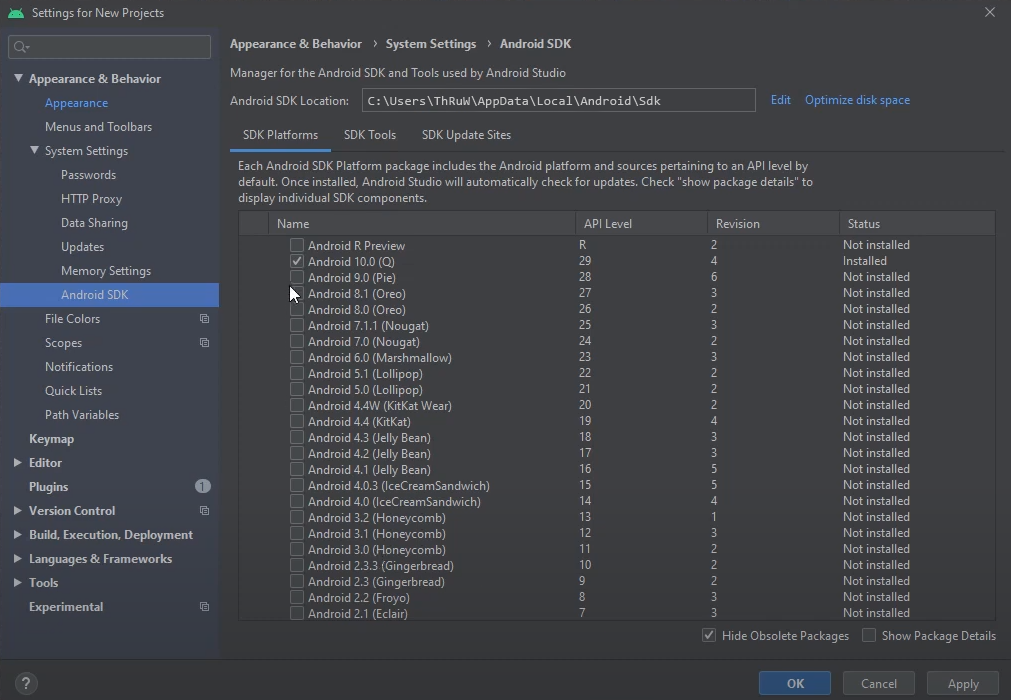 Settings for New Projects
Appearance & Behavior
Appearance
Menus and Toolbars
System Settings
Passwords
HTTP Proxy
Data Sharing
Updates
Memory Settings
Android SDK
File Colors
Scopes
Notifications
Quick Lists
Path Variables
Keymap
Editor
Plugins 1
Version Control
Build, Execution, Deployment
Languages & Frameworks
Tools
Experimental
Appearance & Behavior › System Settings › Android SDK
Manager for the Android SDK and Tools used by Android Studio
Android SDK Location: C:\Users\ThRuW\AppData\Local\Android\Sdk Edit Optimize disk space
SDK Platforms SDK Tools SDK Update Sites
Each Android SDK Platform package includes the Android platform and sources pertaining to an API level by
default. Once installed, Android Studio will automatically check for updates. Check "show package details" to
display individual SDK components.
Name API Level Revision Status
Android R Preview R 2 Not installed
Android 10.0 (Q) 29 4 Installed
Android 9.0 (Pie) 28 6 Not installed
Android 8.1 (Oreo) 27 3 Not installed
Android 8.0 (Oreo) 26 2 Not installed
Android 7.1.1 (Nougat) 25 3 Not installed
Android 7.0 (Nougat) 24 2 Not installed
Android 6.0 (Marshmallow) 23 3 Not installed
Android 5.1 (Lollipop) 22 2 Not installed
Android 5.0 (Lollipop) 21 2 Not installed
Android 4.4W (KitKat Wear) 20 2 Not installed
Android 4.4 (KitKat) 19 4 Not installed
Android 4.3 (Jelly Bean) 18 3 Not installed
Android 4.2 (Jelly Bean) 17 3 Not installed
Android 4.1 (Jelly Bean) 16 5 Not installed
Android 4.0.3 (IceCreamSandwich) 15 5 Not installed
Android 4.0 (IceCreamSandwich) 14 4 Not installed
Android 3.2 (Honeycomb) 13 1 Not installed
Android 3.1 (Honeycomb) 12 3 Not installed
Android 3.0 (Honeycomb) 11 2 Not installed
Android 2.3.3 (Gingerbread) 10 2 Not installed
Android 2.3 (Gingerbread) 9 2 Not installed
Android 2.2 (Froyo) 8 3 Not installed
Android 2.1 (Eclair) 7 3 Not installed
Hide Obsolete Packages Show Package Details
? OK Cancel Apply